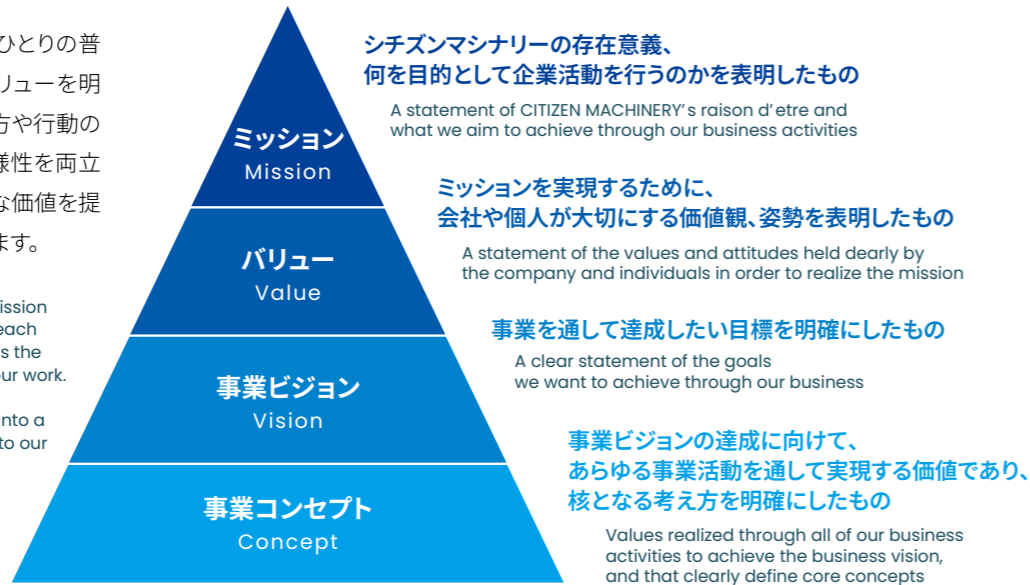 ひとりの普
リューを明
方や行動の
様性を両立
な価値を提
ます。
ission
each
s the
our work.
into a
to our
ミッション
Mission
シチズンマシナリーの存在意義、
何を目的として企業活動を行うのかを表明したもの
A statement of CITIZEN MACHINERY's raison d'etre and
what we aim to achieve through our business activities
バリュー
Value
ミッションを実現するために、
会社や個人が大切にする価値観、姿勢を表明したもの
A statement of the values and attitudes held dearly by
the company and individuals in order to realize the mission
事業ビジョン
Vision
事業を通して達成したい目標を明確にしたもの
A clear statement of the goals
we want to achieve through our business
事業コンセプト
Concept
事業ビジョンの達成に向けて、
あらゆる事業活動を通して実現する価値であり、
核となる考え方を明確にしたもの
Values realized through all of our business
activities to achieve the business vision,
and that clearly define core concepts